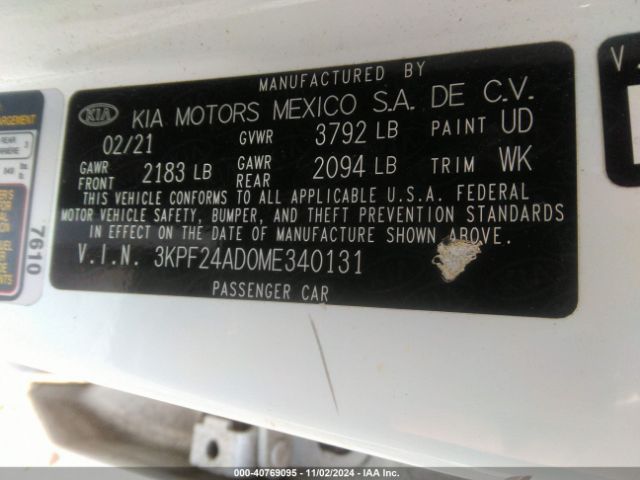 MANUFACTURED BY
KIA KIA MOTORS MEXICO S.A. DE C.V.
02/21 GVWR 3792 LB PAINT UD
GAWR FRONT 2183 LB GAWR REAR 2094 LB TRIM WK
THIS VEHICLE CONFORMS TO ALL APPLICABLE U.S.A. FEDERAL
MOTOR VEHICLE SAFETY, BUMPER, AND THEFT PREVENTION STANDARDS
IN EFFECT ON THE DATE OF MANUFACTURE SHOWN ABOVE.
V.I.N. 3KPF24AD0ME340131
PASSENGER CAR
7610
REAR
V
000-40769095 - 11/02/2024 - IAA Inc.